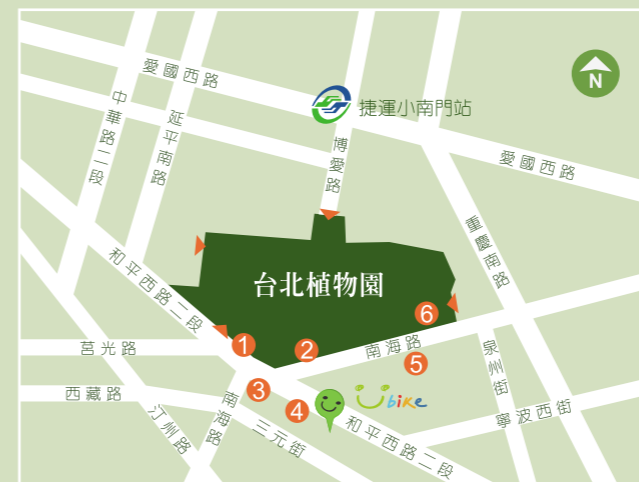 愛國西路
N
捷運小南門站
中華路二段
延平南路
博愛路
愛國西路
重慶南路
台北植物園
和平西路二段
6
1
2
南海路
莒光路
5
泉州街
西藏路
3
4
Ubike
寧波西街
汀州路
南海路
三元街
和平西路二段